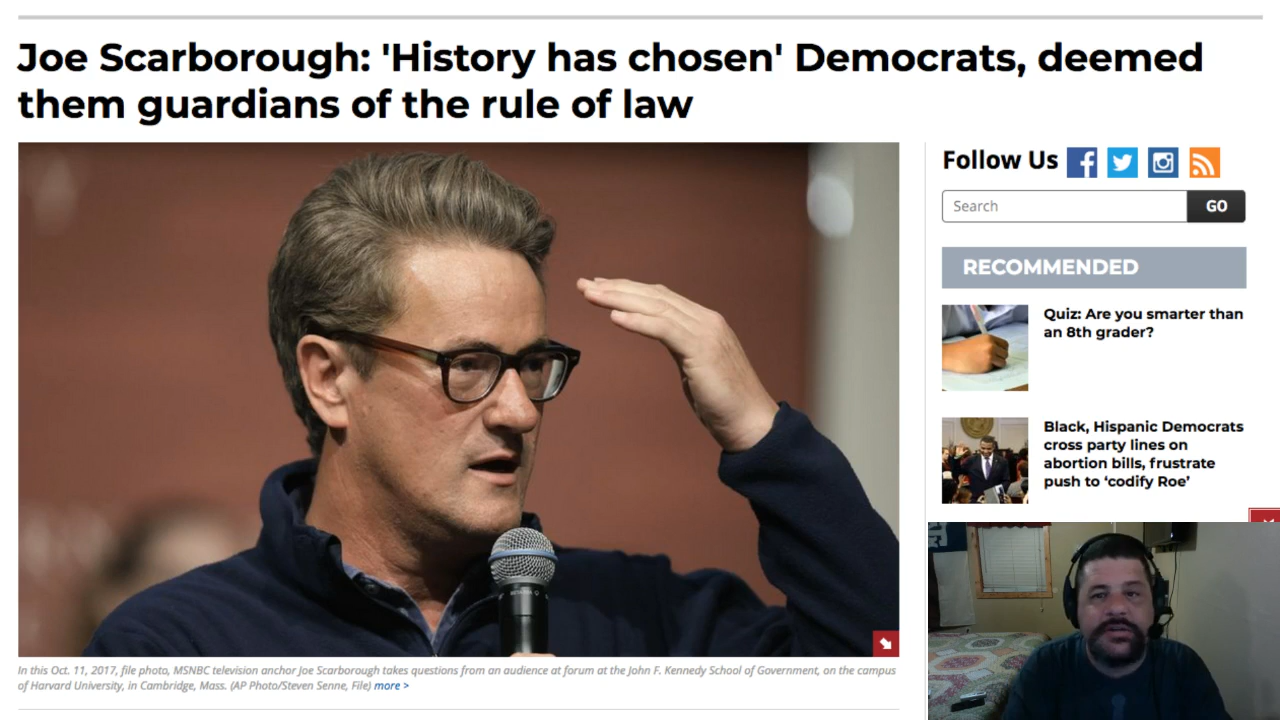 Joe Scarborough: 'History has chosen' Democrats, deemed
them guardians of the rule of law
In this Oct. 11, 2017, file photo, MSNBC television anchor Joe Scarborough takes questions from an audience at forum at the John F. Kennedy School of Government, on the campus
of Harvard University, in Cambridge, Mass. (AP Photo/Steven Senne, File) more >
Follow Us
Search
GO
RECOMMENDED
Quiz: Are you smarter than
an 8th grader?
Black, Hispanic Democrats
cross party lines on
abortion bills, frustrate
push to ‘codify Roe’